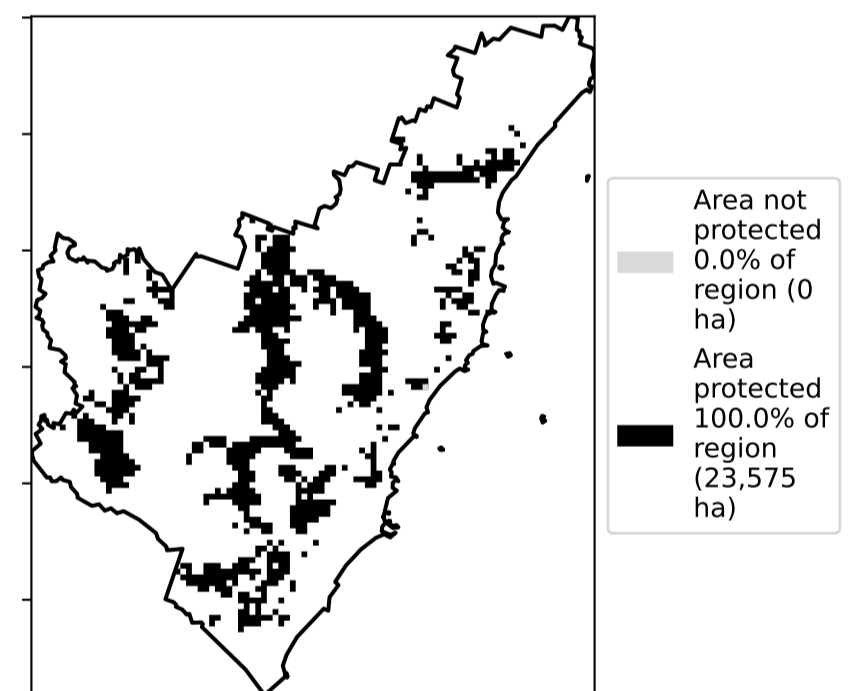 Area not
protected
0.0% of
region (0
ha)
Area
protected
100.0% of
region
(23,575
ha)